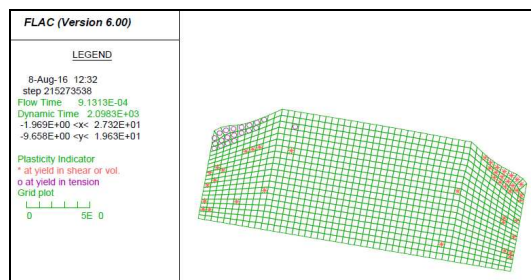 FLAC (Version 6.00)
LEGEND
8-Aug-16 12:32
step 215273538
Flow Time 9.1313E-04
Dynamic Time 2.0983E+03
-1.969E+00 <x< 2.732E+01
-9.658E+00 <y< 1.963E+01
Plasticity Indicator
* at yield in shear or vol.
o at yield in tension
Grid plot
0 5E 0